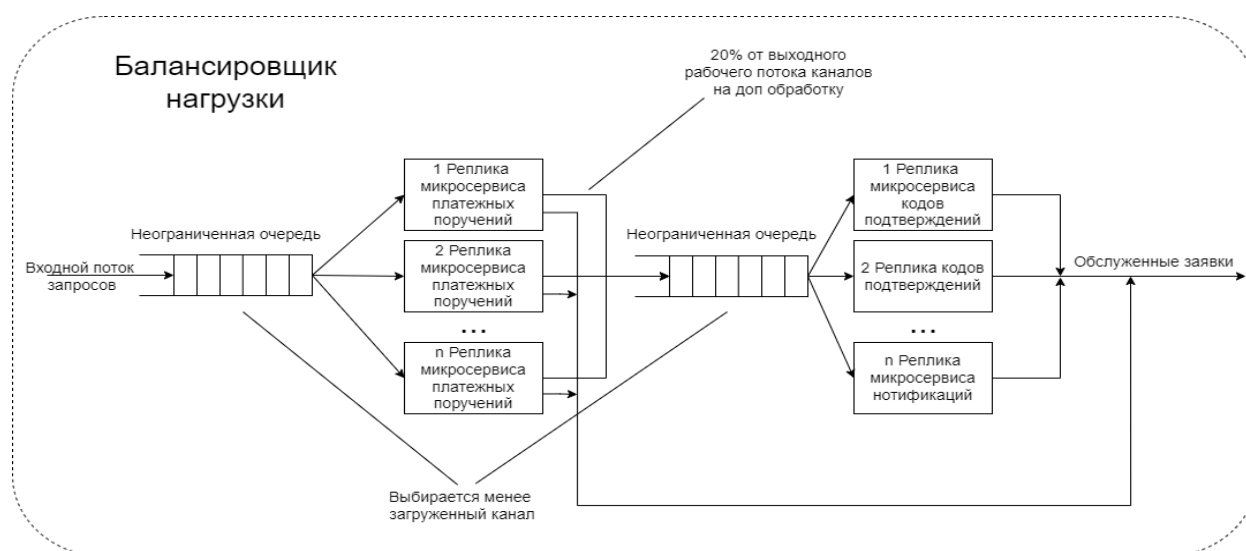 Балансировщик
нагрузки
20% от выходного
рабочего потока каналов
на доп обработку
Неограниченная очередь
Входной поток
запросов
1 Реплика
микросервиса
платежных
поручений
2 Реплика
микросервиса
платежных
поручений
...
n Реплика
микросервиса
платежных
поручений
Неограниченная очередь
1 Реплика
микросервиса
кодов
подтверждений
2 Реплика кодов
подтверждений
...
n Реплика
микросервиса
нотификаций
Обслуженные заявки
Выбирается менее
загруженный канал